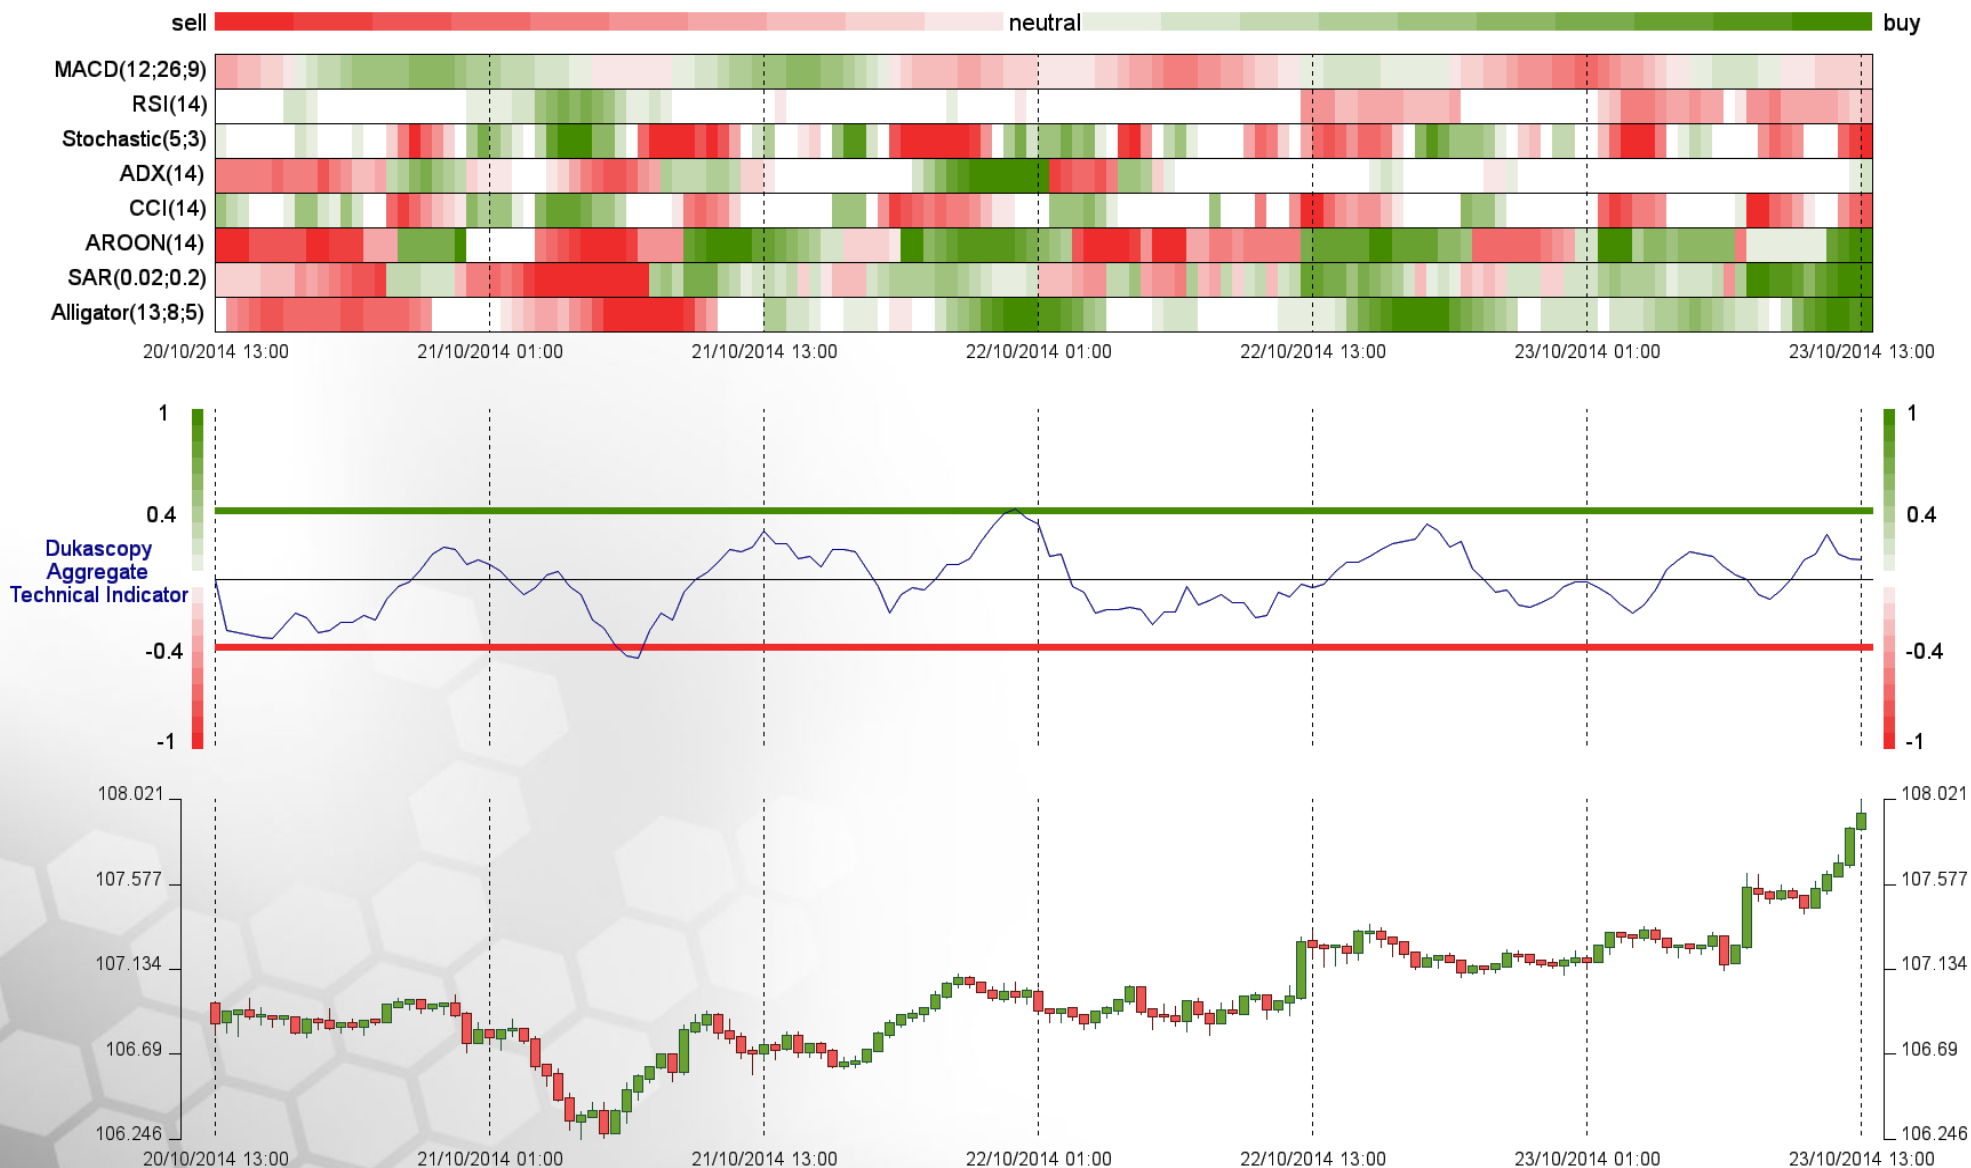 sell neutral buy
MACD(12;26;9)
RSI(14)
Stochastic(5;3)
ADX(14)
CCI(14)
AROON(14)
SAR(0.02;0.2)
Alligator(13;8;5)
20/10/2014 13:00 21/10/2014 01:00 21/10/2014 13:00 22/10/2014 01:00 22/10/2014 13:00 23/10/2014 01:00 23/10/2014 13:00
1 1
0.4 0.4
Dukascopy
Aggregate
Technical Indicator
-0.4 -0.4
-1 -1
108.021 108.021
107.577 107.577
107.134 107.134
106.69 106.69
106.246 106.246
20/10/2014 13:00 21/10/2014 01:00 21/10/2014 13:00 22/10/2014 01:00 22/10/2014 13:00 23/10/2014 01:00 23/10/2014 13:00